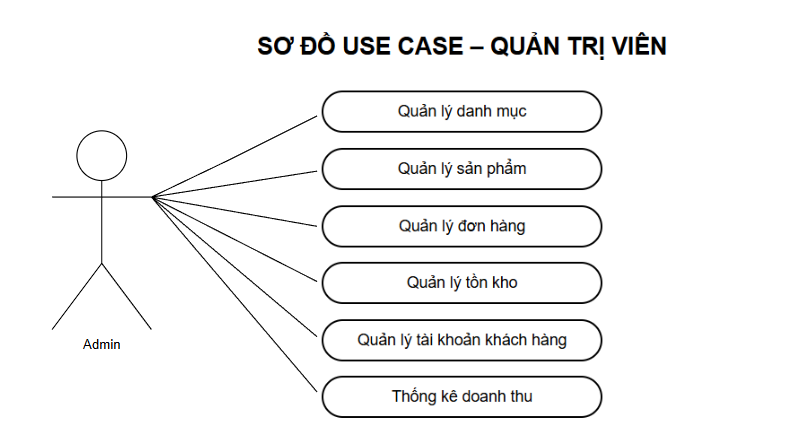 SƠ ĐỒ USE CASE – QUẢN TRỊ VIÊN
Quản lý danh mục
Quản lý sản phẩm
Quản lý đơn hàng
Quản lý tồn kho
Quản lý tài khoản khách hàng
Thống kê doanh thu
Admin